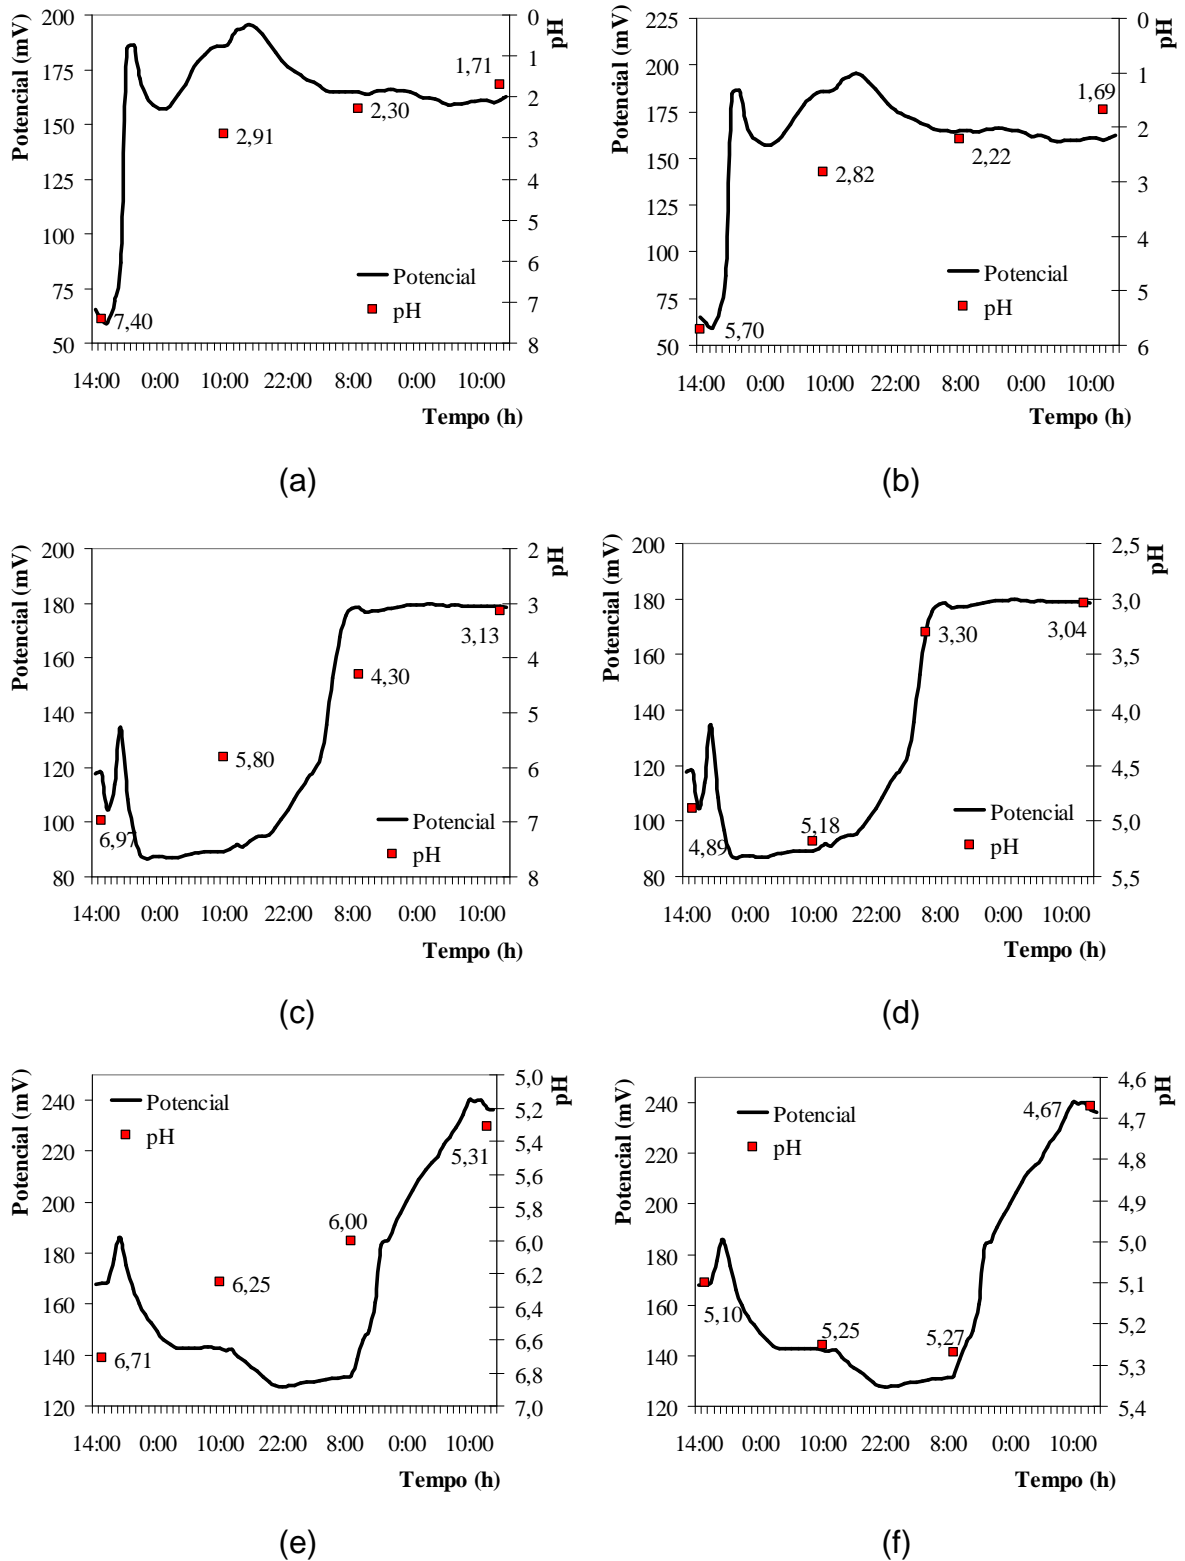 Potencial (mV)
200
175
150
125
100
75
50
0
1
2
3
4
5
6
7
8
pH
7,40
2,91
2,30
1,71
Potencial
pH
14:00 0:00 10:00 22:00 8:00 0:00 10:00
Tempo (h)
(a)
Potencial (mV)
225
200
175
150
125
100
75
50
0
1
2
3
4
5
6
pH
5,70
2,82
2,22
1,69
Potencial
pH
14:00 0:00 10:00 22:00 8:00 0:00 10:00
Tempo (h)
(b)
Potencial (mV)
200
180
160
140
120
100
80
2
3
4
5
6
7
8
pH
6,97
5,80
4,30
3,13
Potencial
pH
14:00 0:00 10:00 22:00 8:00 0:00 10:00
Tempo (h)
(c)
Potencial (mV)
200
180
160
140
120
100
80
2,5
3,0
3,5
4,0
4,5
5,0
5,5
pH
4,89
5,18
3,30
3,04
Potencial
pH
14:00 0:00 10:00 22:00 8:00 0:00 10:00
Tempo (h)
(d)
Potencial (mV)
240
220
200
180
160
140
120
5,0
5,2
5,4
5,6
5,8
6,0
6,2
6,4
6,6
6,8
7,0
pH
Potencial
pH
6,71
6,25
6,00
5,31
14:00 0:00 10:00 22:00 8:00 0:00 10:00
Tempo (h)
(e)
Potencial (mV)
240
220
200
180
160
140
120
4,6
4,7
4,8
4,9
5,0
5,1
5,2
5,3
5,4
pH
Potencial
pH
5,10
5,25
5,27
4,67
14:00 0:00 10:00 22:00 8:00 0:00 10:00
Tempo (h)
(f)